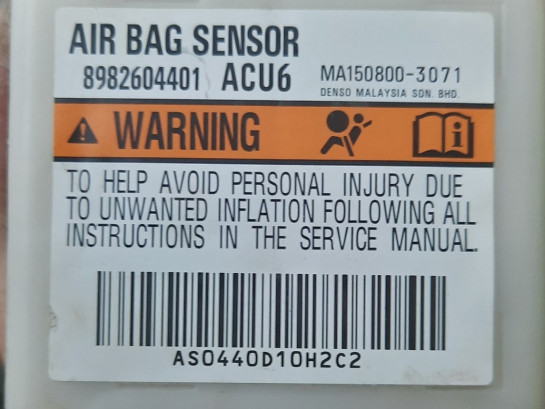 AIR BAG SENSOR
8982604401 ACU6 MA150800-3071
DENSO MALAYSIA SDN. BHD.
WARNING
TO HELP AVOID PERSONAL INJURY DUE
TO UNWANTED INFLATION FOLLOWING ALL
INSTRUCTIONS IN THE SERVICE MANUAL.
AS0440D10H2C2